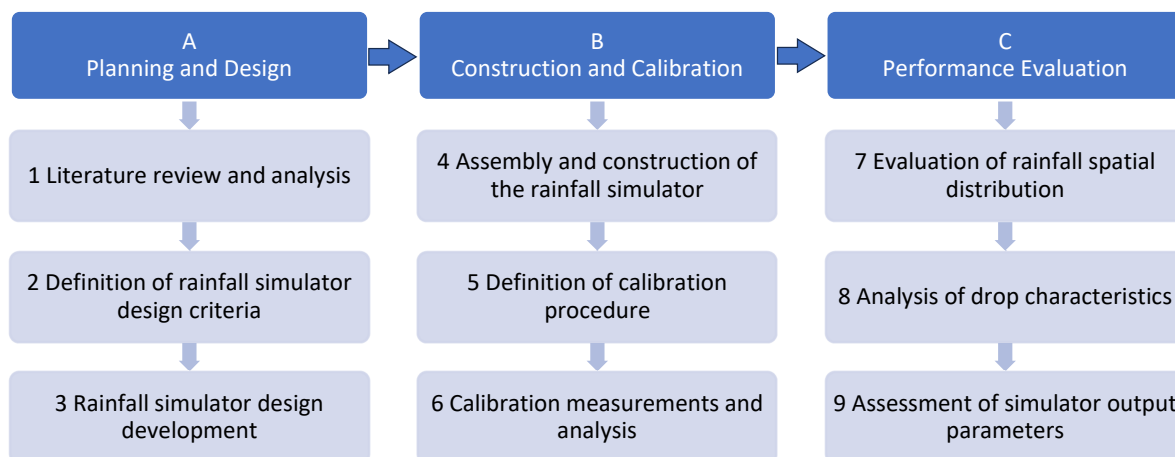 A
Planning and Design
1 Literature review and analysis
2 Definition of rainfall simulator
design criteria
3 Rainfall simulator design
development
B
Construction and Calibration
4 Assembly and construction of
the rainfall simulator
5 Definition of calibration
procedure
6 Calibration measurements and
analysis
C
Performance Evaluation
7 Evaluation of rainfall spatial
distribution
8 Analysis of drop characteristics
9 Assessment of simulator output
parameters